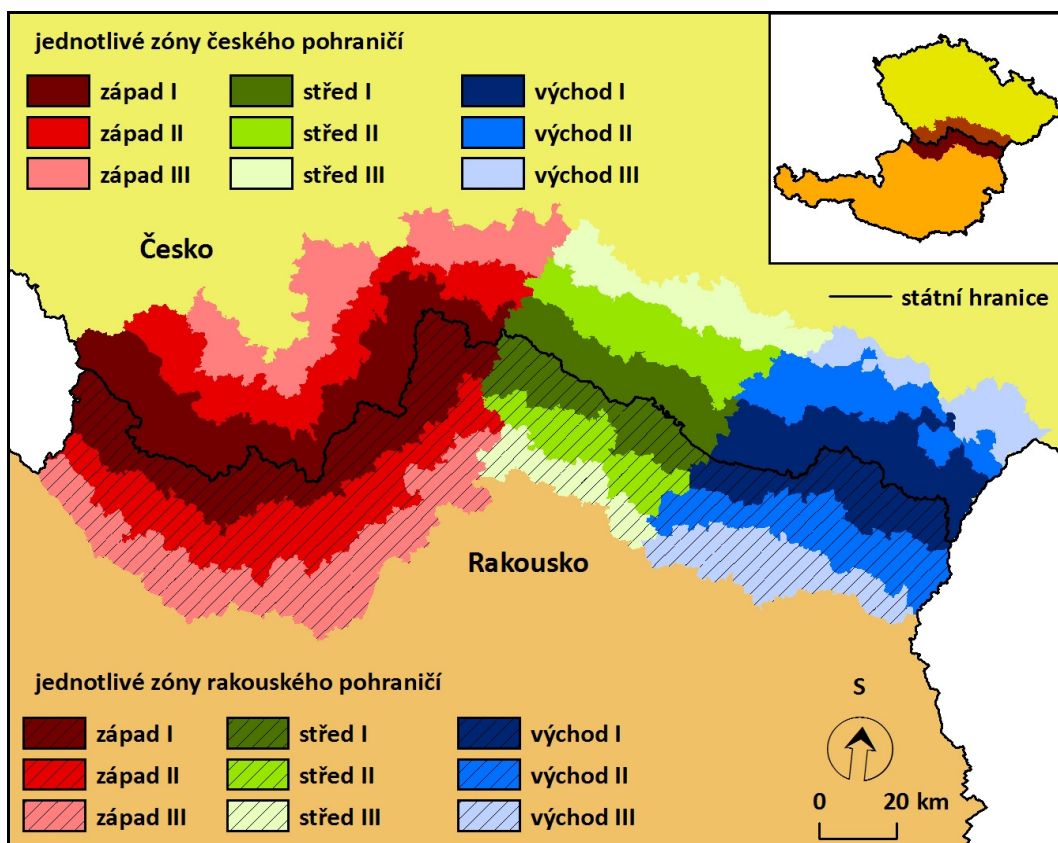 jednotlivé zóny českého pohraničí
západ I střed I východ I
západ II střed II východ II
západ III střed III východ III
Česko
státní hranice
Rakousko
jednotlivé zóny rakouského pohraničí
západ I střed I východ I
západ II střed II východ II
západ III střed III východ III
S
0 20 km